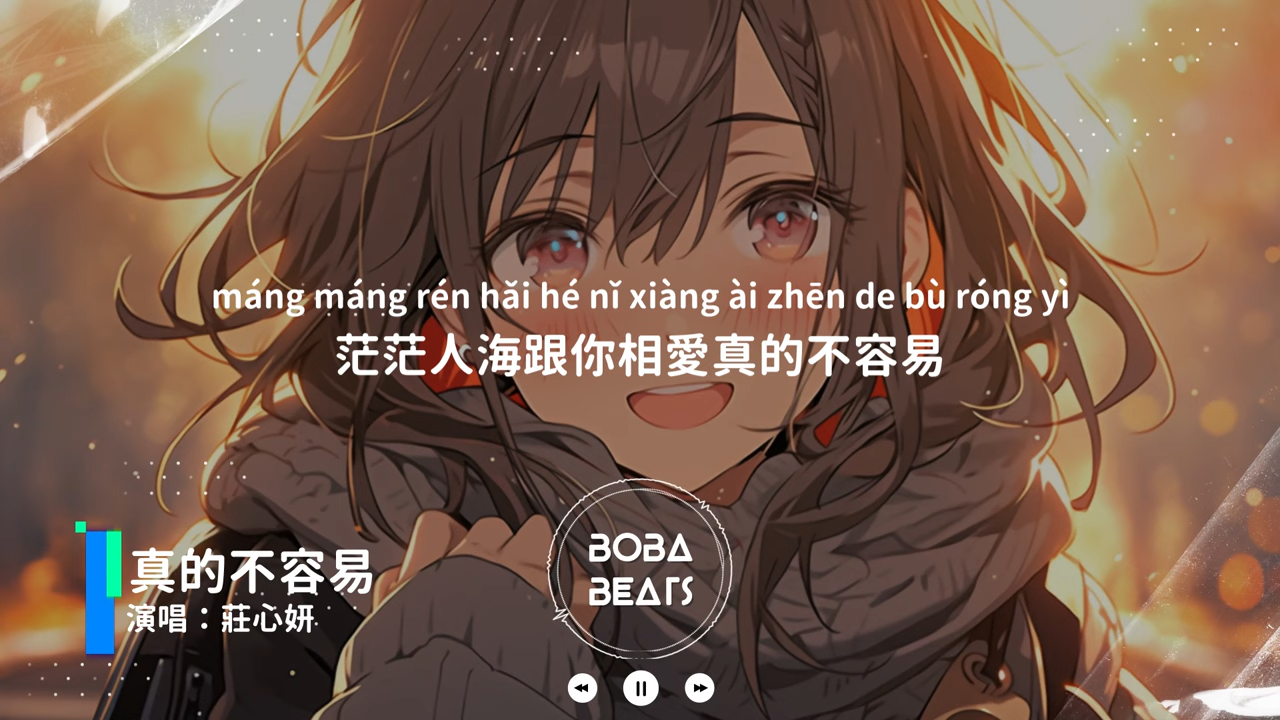 máng máng rén hǎi hé nǐ xiàng ài zhēn de bù róng yì
茫茫人海跟你相愛真的不容易
BOBA
BEATS
真的不容易
演唱：莊心妍